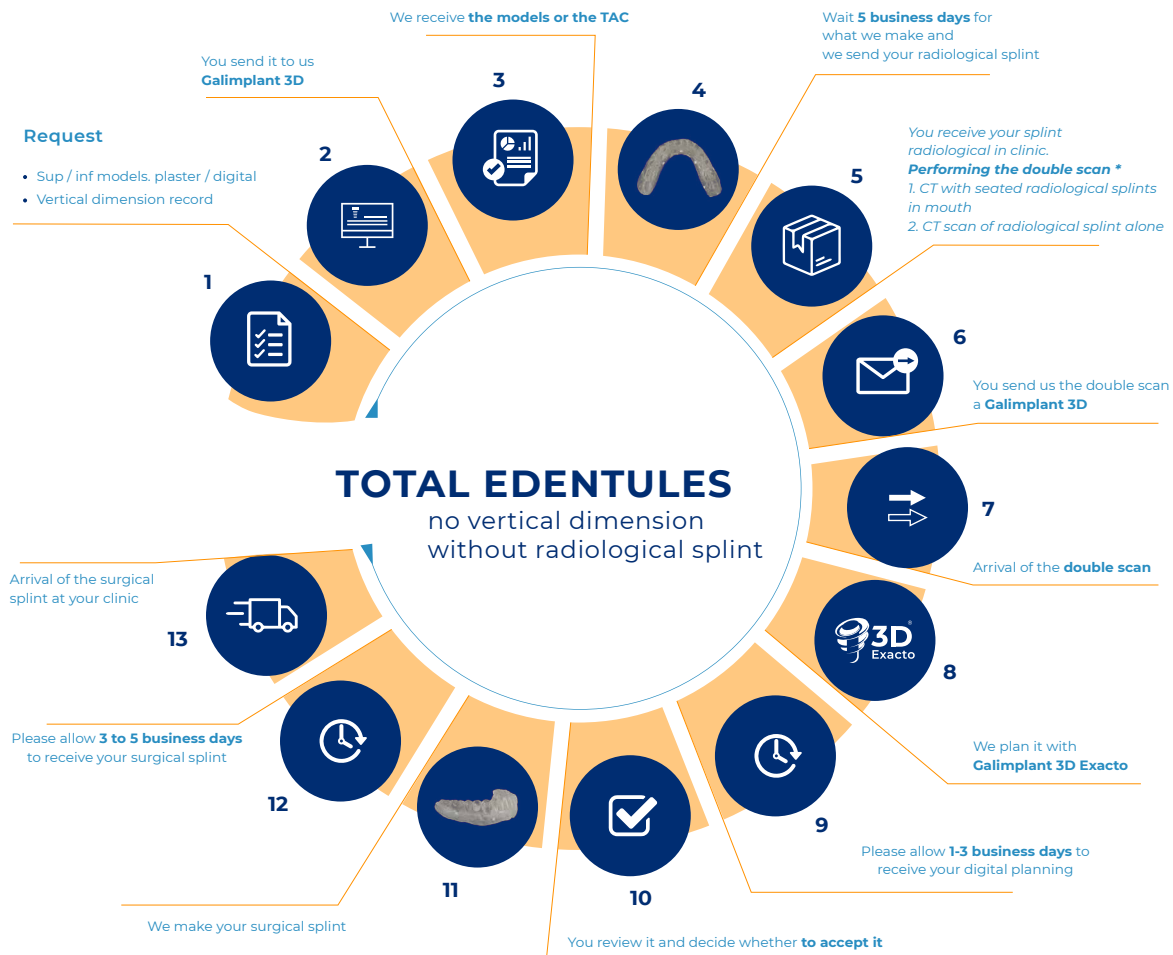 TOTAL EDENTULES
no vertical dimension
without radiological splint
Request
• Sup / inf models. plaster / digital
• Vertical dimension record
1
You send it to us
Galimplant 3D
2
We receive the models or the TAC
3
Wait 5 business days for
what we make and
we send your radiological splint
4
You receive your splint
radiological in clinic.
Performing the double scan *
1. CT with seated radiological splints
in mouth
2. CT scan of radiological splint alone
5
You send us the double scan
a Galimplant 3D
6
Arrival of the double scan
7
We plan it with
Galimplant 3D Exacto
8
3D®
Exacto
Please allow 1-3 business days to
receive your digital planning
9
You review it and decide whether to accept it
10
We make your surgical splint
11
Please allow 3 to 5 business days
to receive your surgical splint
12
Arrival of the surgical
splint at your clinic
13